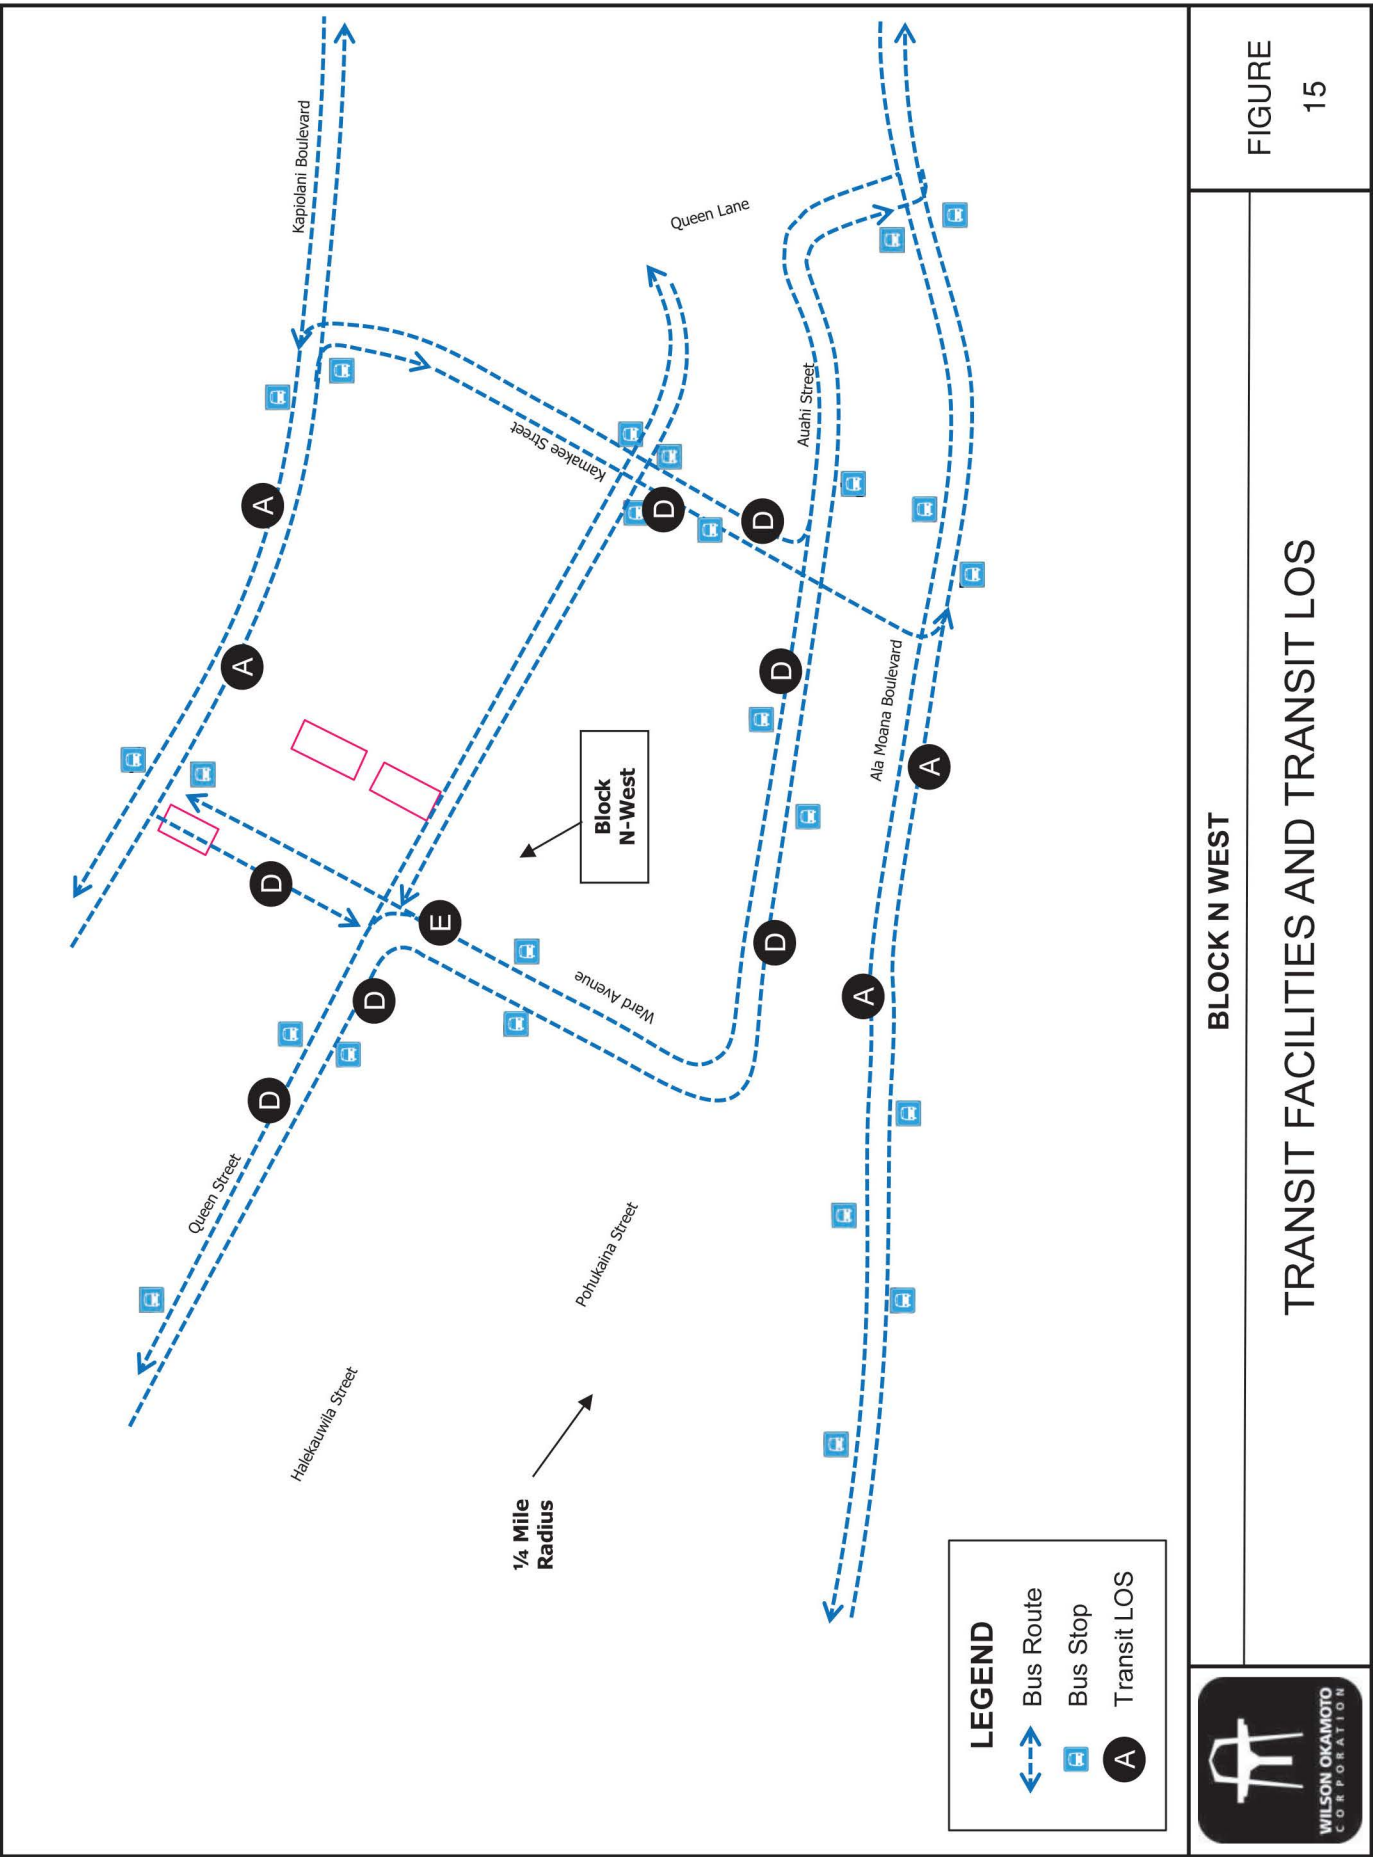 Kapiolani Boulevard
Queen Lane
Kamakee Street
Auahi Street
A
A
D
D
D
D
D
E
D
D
A
A
Ala Moana Boulevard
Block
N-West
Ward Avenue
Queen Street
Pohukaina Street
Halekauwila Street
¼ Mile
Radius
LEGEND
Bus Route
Bus Stop
A Transit LOS
WILSON OKAMOTO
CORPORATION
BLOCK N WEST
TRANSIT FACILITIES AND TRANSIT LOS
FIGURE
15